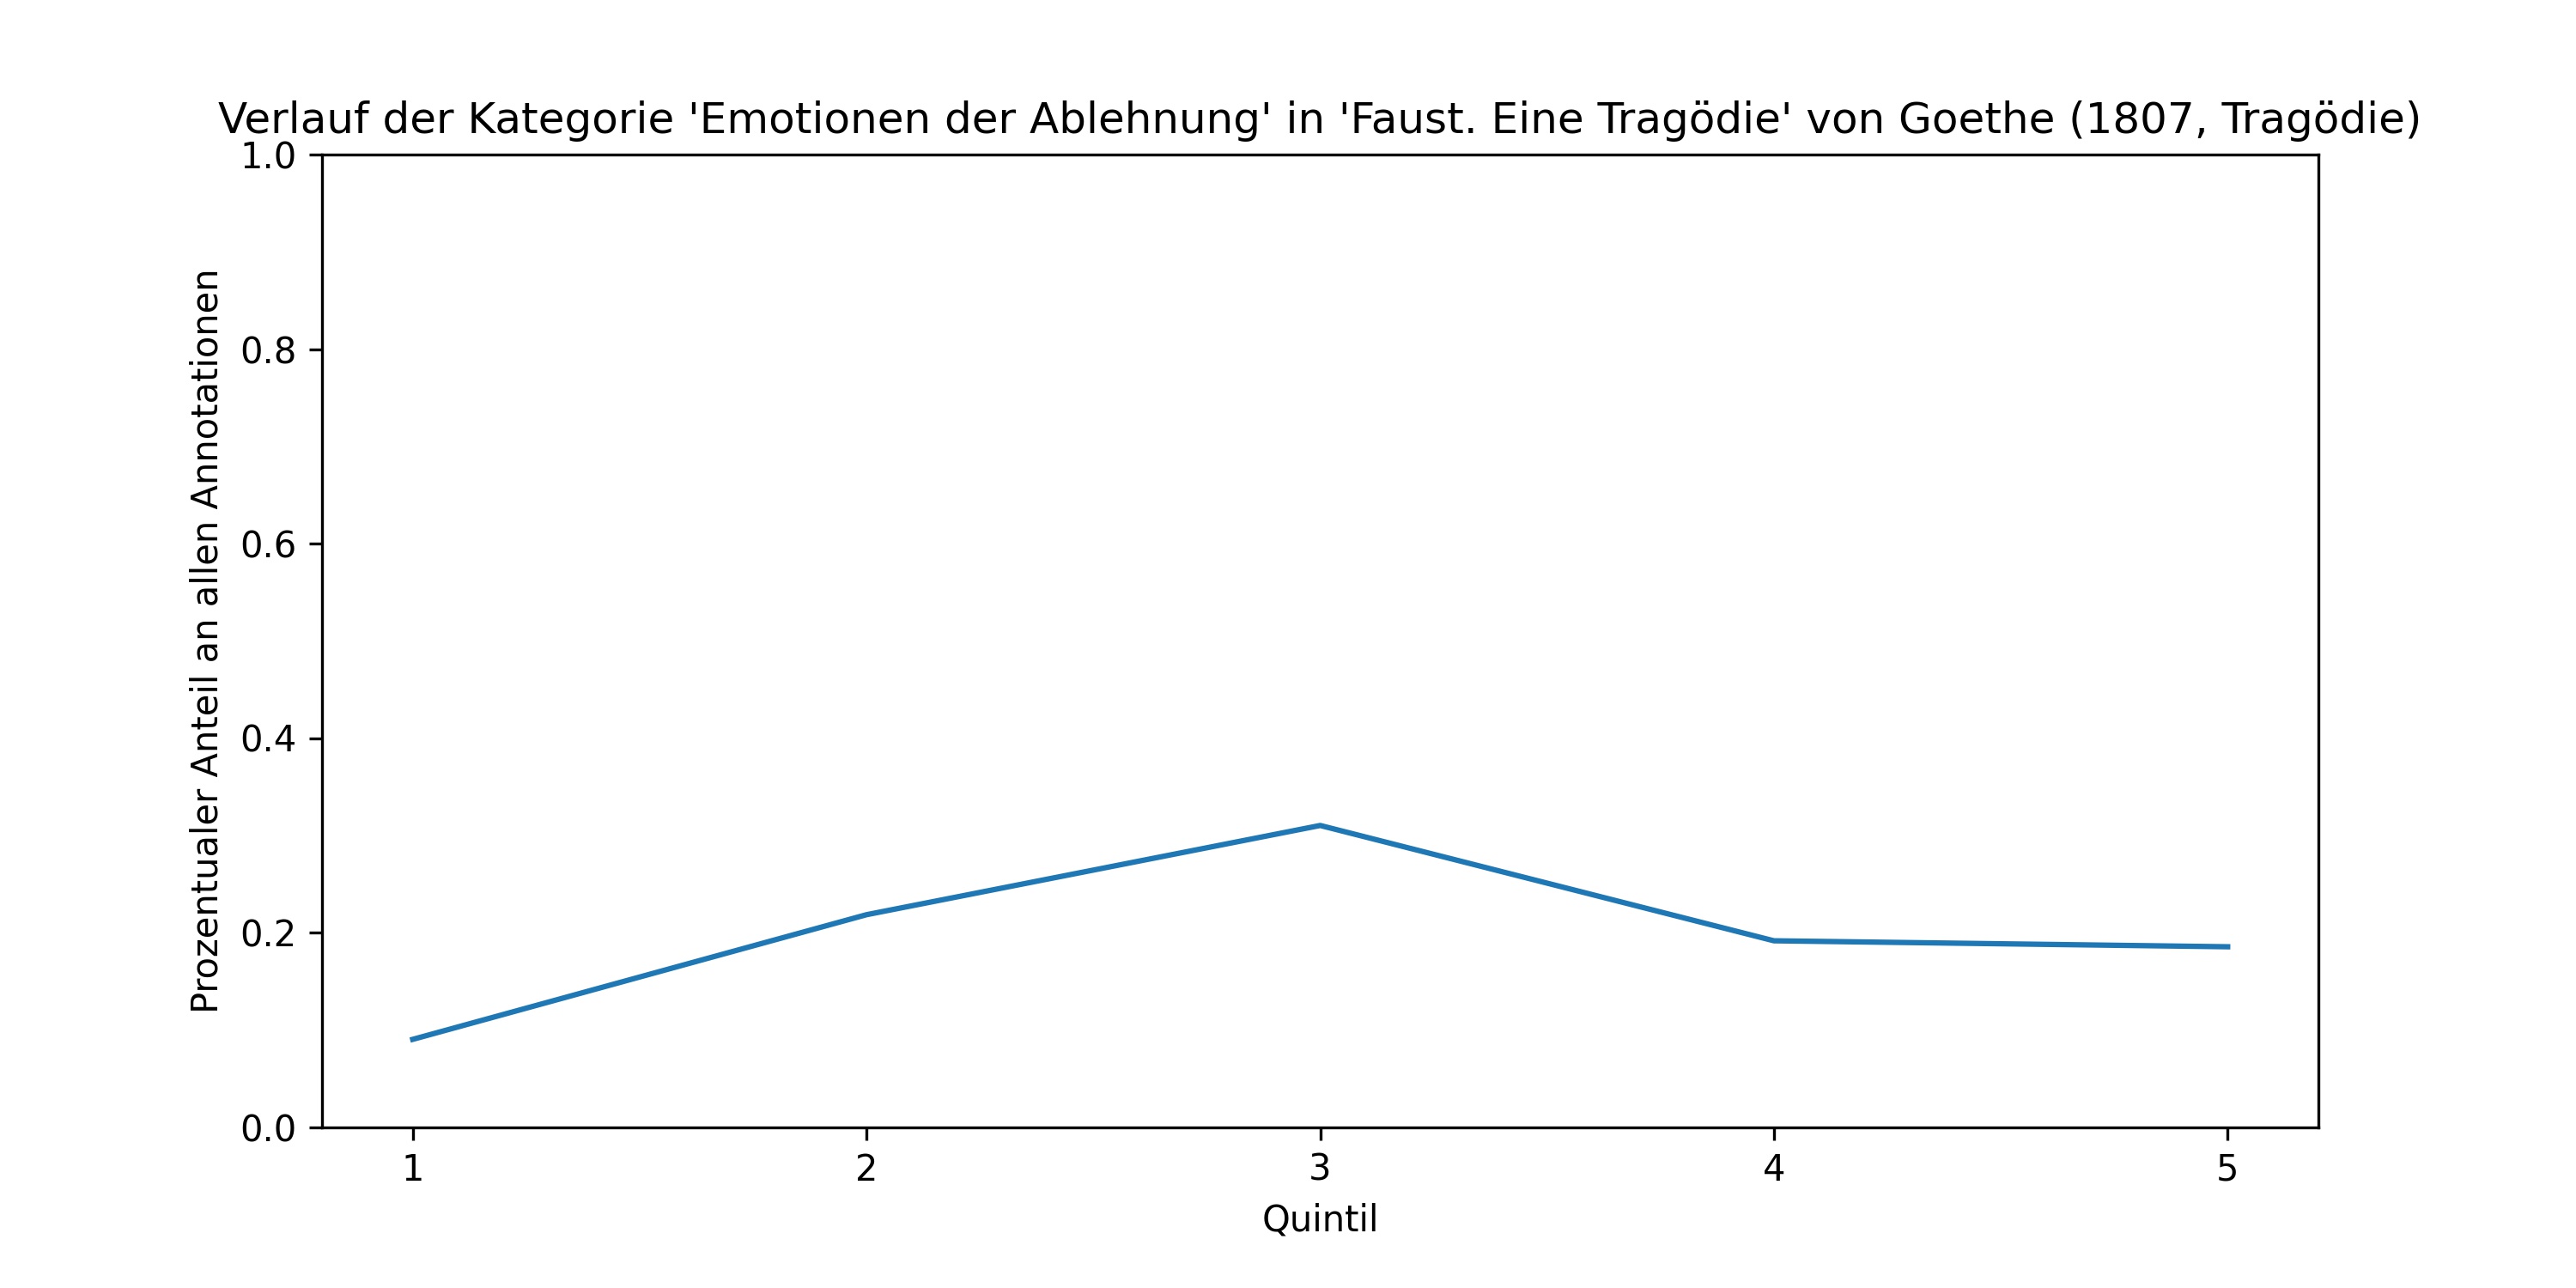 Verlauf der Kategorie 'Emotionen der Ablehnung' in 'Faust. Eine Tragödie' von Goethe (1807, Tragödie)
Prozentualer Anteil an allen Annotationen
1.0
0.8
0.6
0.4
0.2
0.0
1 2 3 4 5
Quintil